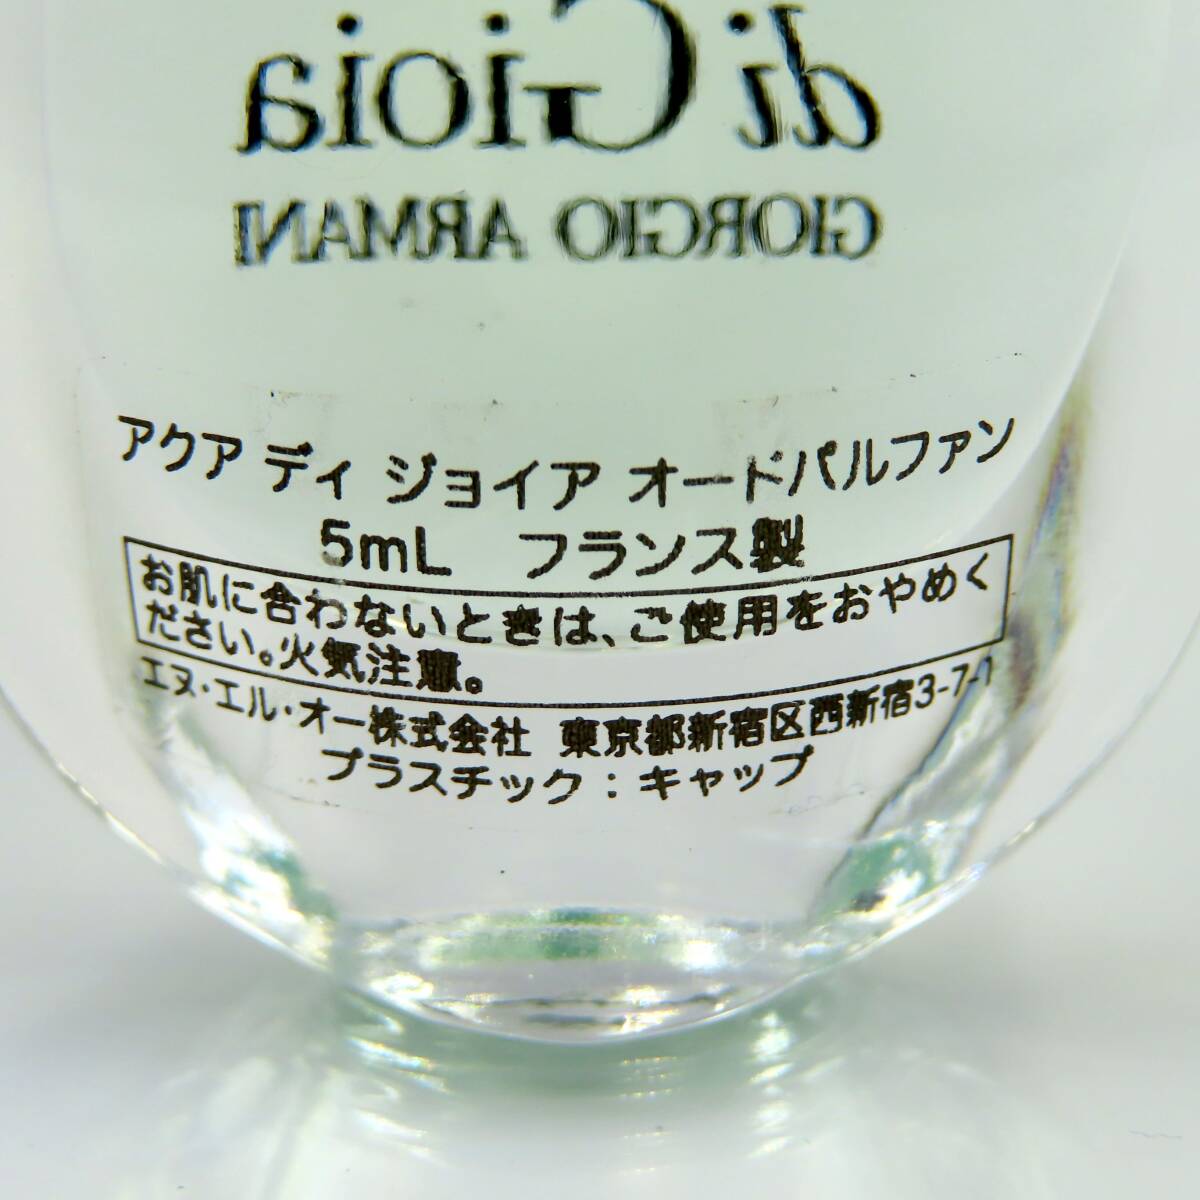 di Gioia
GIORGIO ARMANI
アクア ディ ジョイア オードパルファン
5mL フランス製
お肌に合わないときは、ご使用をおやめく
ださい。火気注意。
エヌ・エル・オー株式会社 東京都新宿区西新宿3-7-1
プラスチック：キャップ